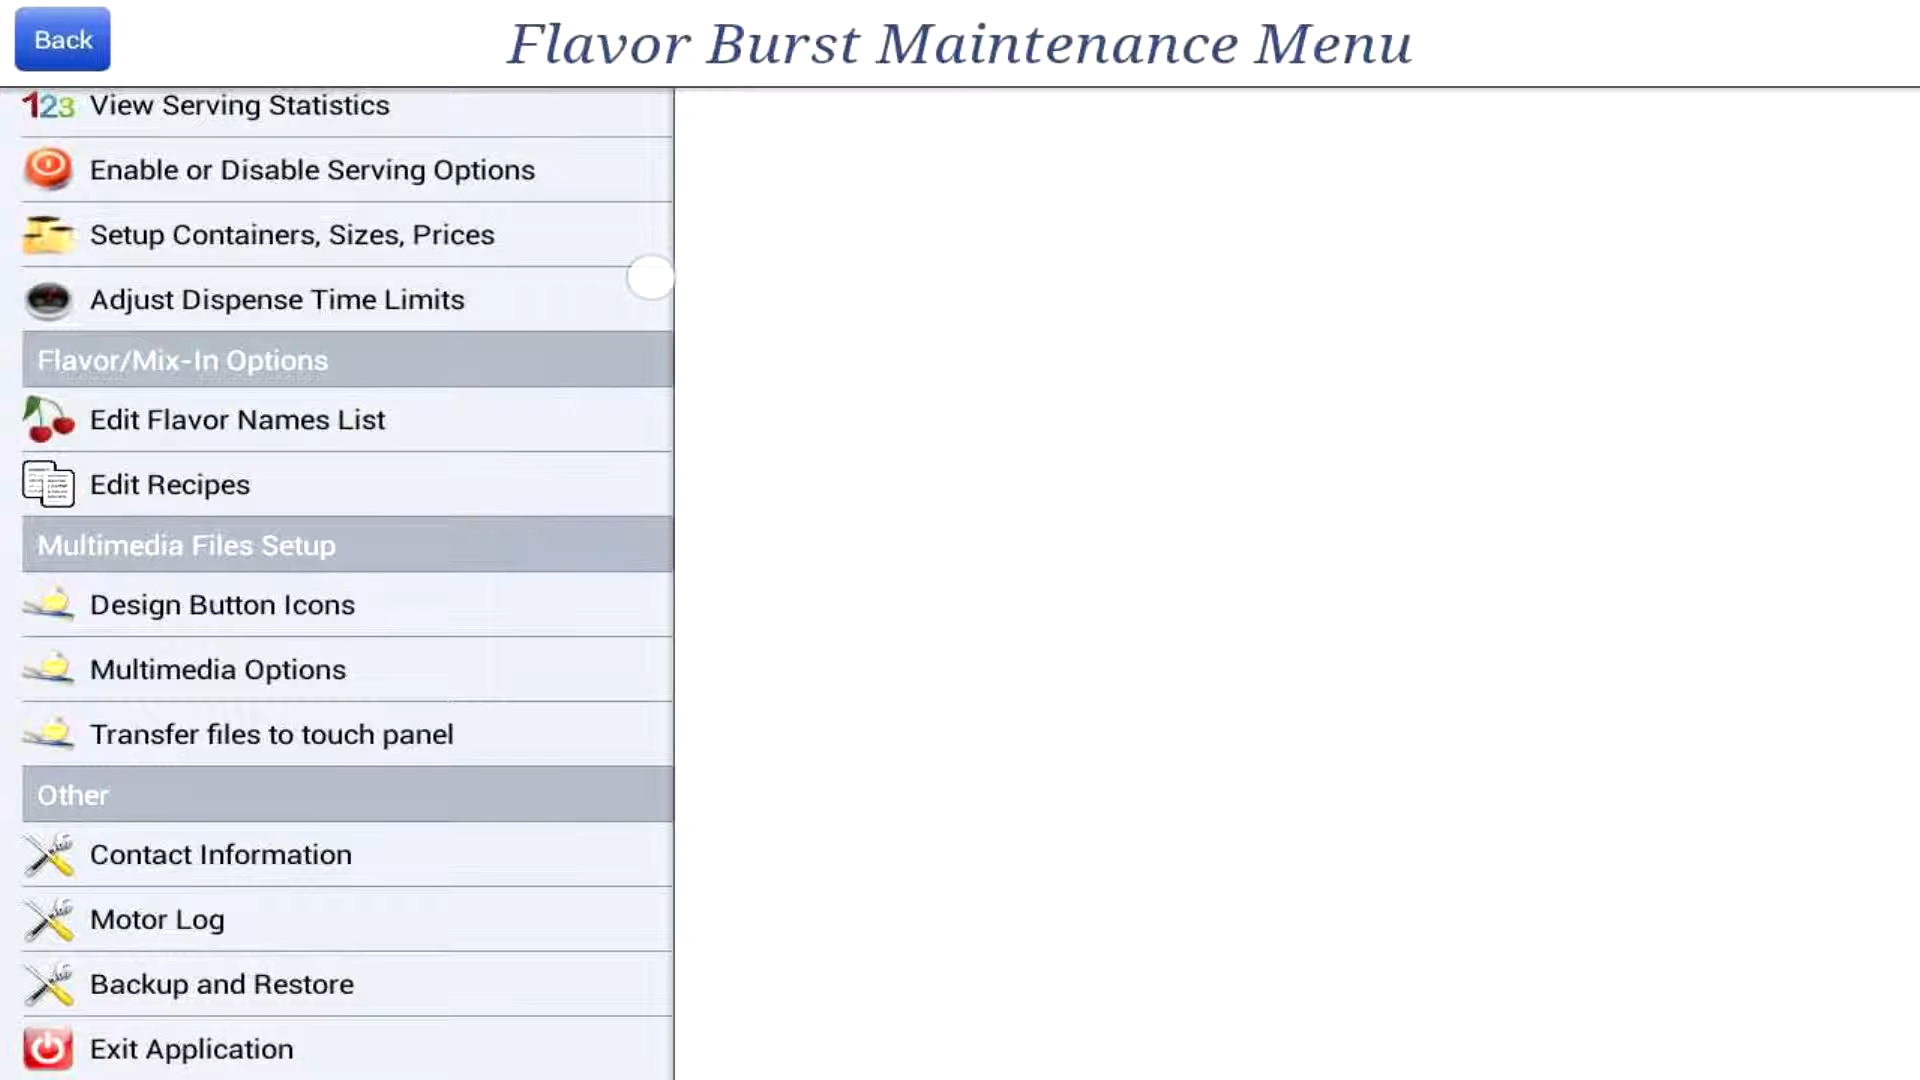 Back
Flavor Burst Maintenance Menu
123 View Serving Statistics
Enable or Disable Serving Options
Setup Containers, Sizes, Prices
Adjust Dispense Time Limits
Flavor/Mix-In Options
Edit Flavor Names List
Edit Recipes
Multimedia Files Setup
Design Button Icons
Multimedia Options
Transfer files to touch panel
Other
Contact Information
Motor Log
Backup and Restore
Exit Application